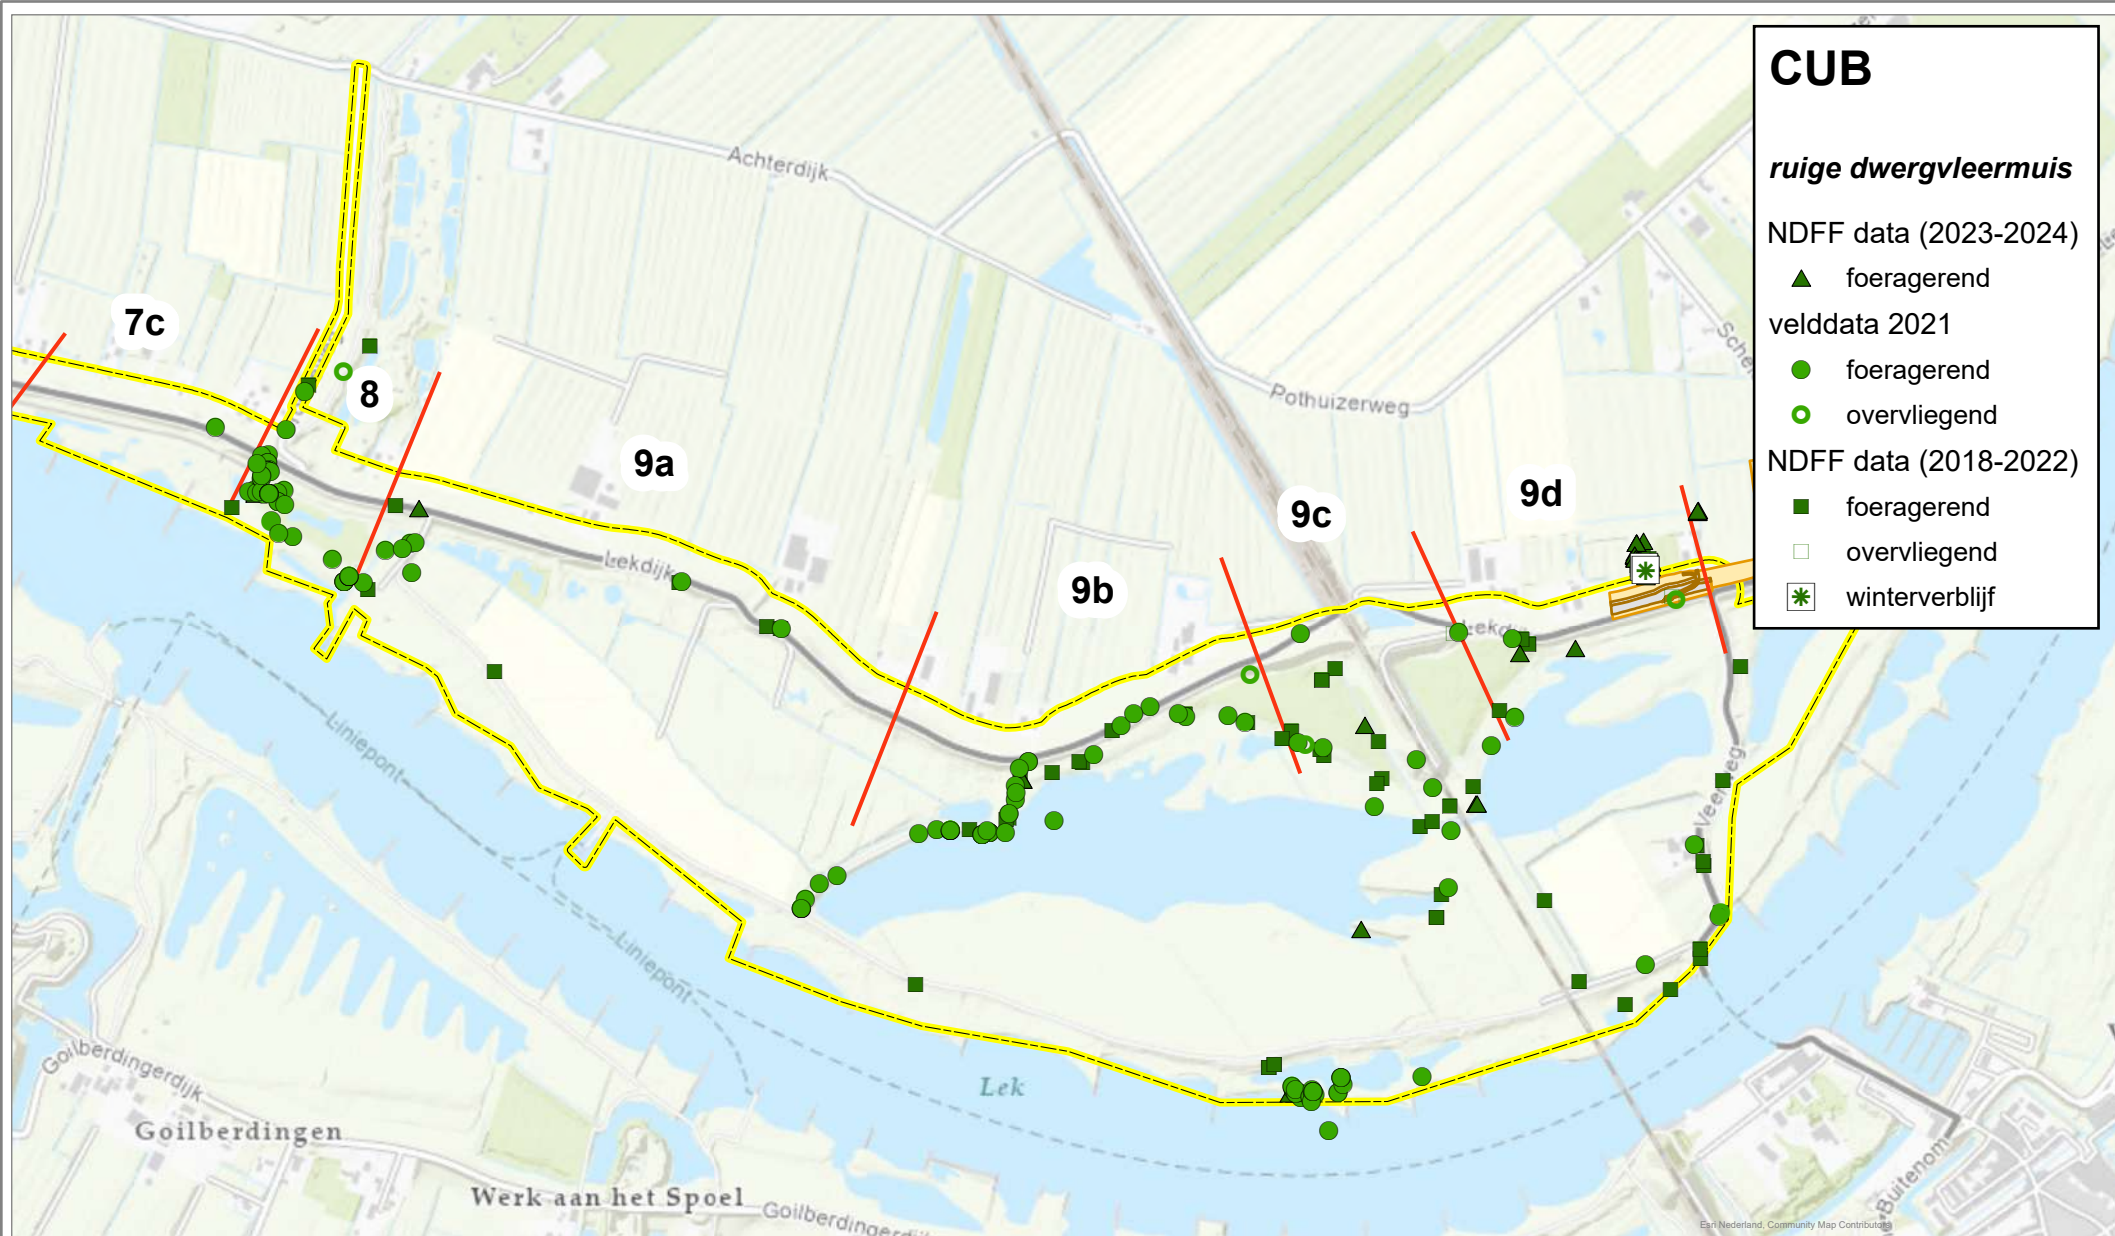 CUB
ruige dwergvleermuis
NDFF data (2023-2024)
foeragerend
velddata 2021
foeragerend
overvliegend
NDFF data (2018-2022)
foeragerend
overvliegend
winterverblijf
Achterdijk
7c
8
Pothuizerweg
9a
9b
9c
9d
Lekdijk
Veerweg
Liniepont
Liniepont
Lek
Goilberdingerdijk
Goilberdingen
Werk aan het Spoel
Esri Nederland, Community Map Contributors